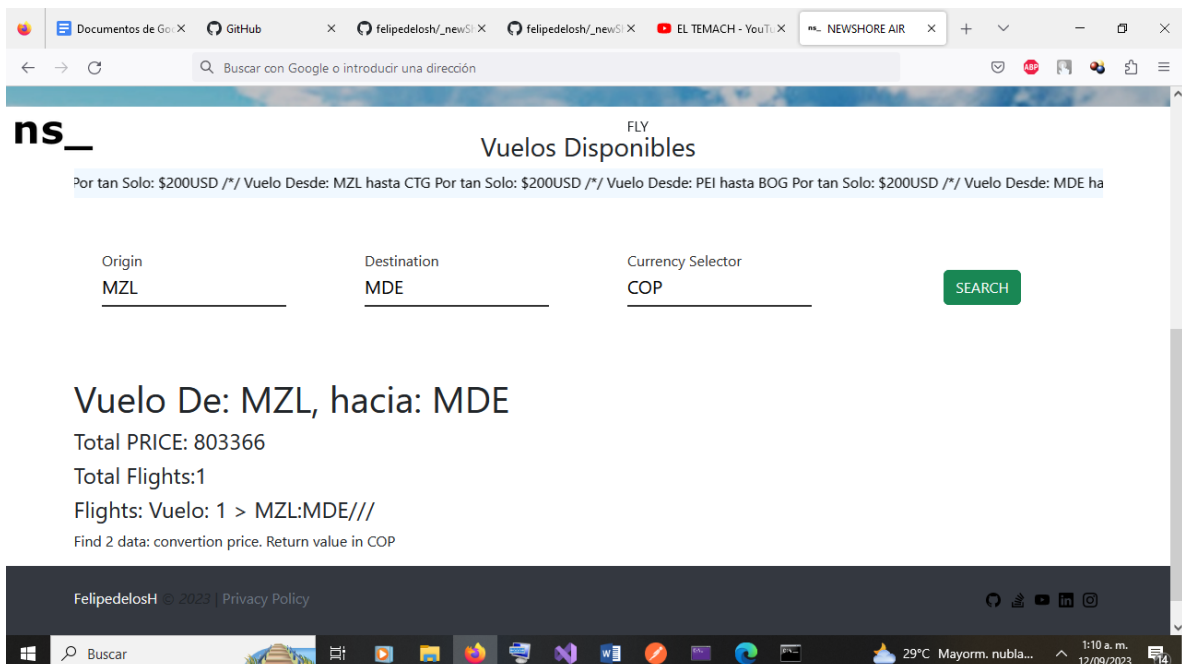 Documentos de Goc
GitHub
felipedelosh/_newSh
felipedelosh/_newSh
EL TEMACH - YouTu
ns_ NEWSHORE AIR
Buscar con Google o introducir una dirección
ABP
ns_
FLY
Vuelos Disponibles
Por tan Solo: $200USD /*/ Vuelo Desde: MZL hasta CTG Por tan Solo: $200USD /*/ Vuelo Desde: PEI hasta BOG Por tan Solo: $200USD /*/ Vuelo Desde: MDE ha
Origin Destination Currency Selector
MZL MDE COP SEARCH
Vuelo De: MZL, hacia: MDE
Total PRICE: 803366
Total Flights:1
Flights: Vuelo: 1 > MZL:MDE///
Find 2 data: convertion price. Return value in COP
FelipedelosH © 2023 | Privacy Policy
Buscar
29°C Mayorm. nubla...
1:10 a. m.
12/09/2023
14